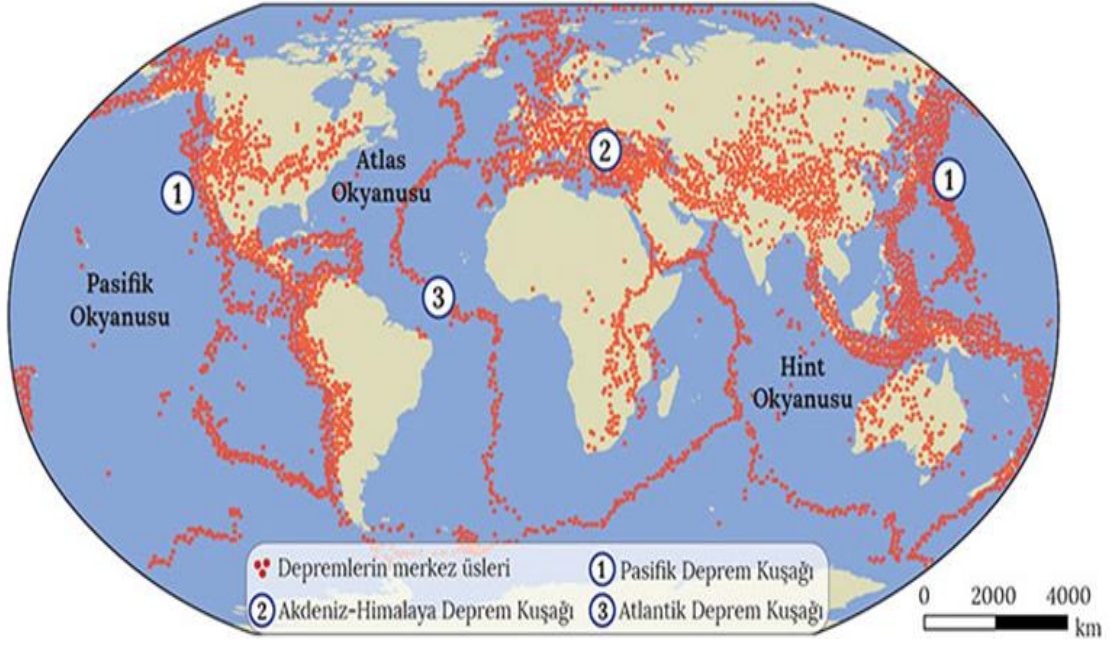 2
1
1
Atlas
Okyanusu
Pasifik
Okyanusu
3
Hint
Okyanusu
Depremlerin merkez üsleri
1 Pasifik Deprem Kuşağı
2 Akdeniz-Himalaya Deprem Kuşağı
3 Atlantik Deprem Kuşağı
0 2000 4000
km